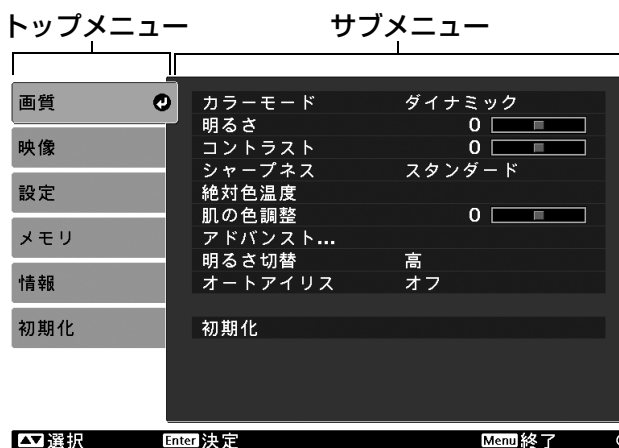 トップメニュー サブメニュー
画質
映像
設定
メモリ
情報
初期化
カラーモード ダイナミック
明るさ 0
コントラスト 0
シャープネス スタンダード
絶対色温度
肌の色調整 0
アドバンスト...
明るさ切替 高
オートアイリス オフ
初期化
選択 Enter 決定 Menu 終了